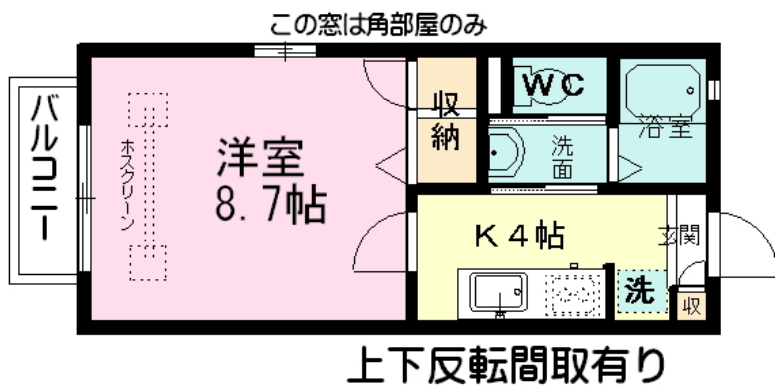 この窓は角部屋のみ
バルコニー
ホスクリーン
洋室
8.7帖
収納
WC
洗面
浴室
K4帖
玄関
洗
収
上下反転間取有り